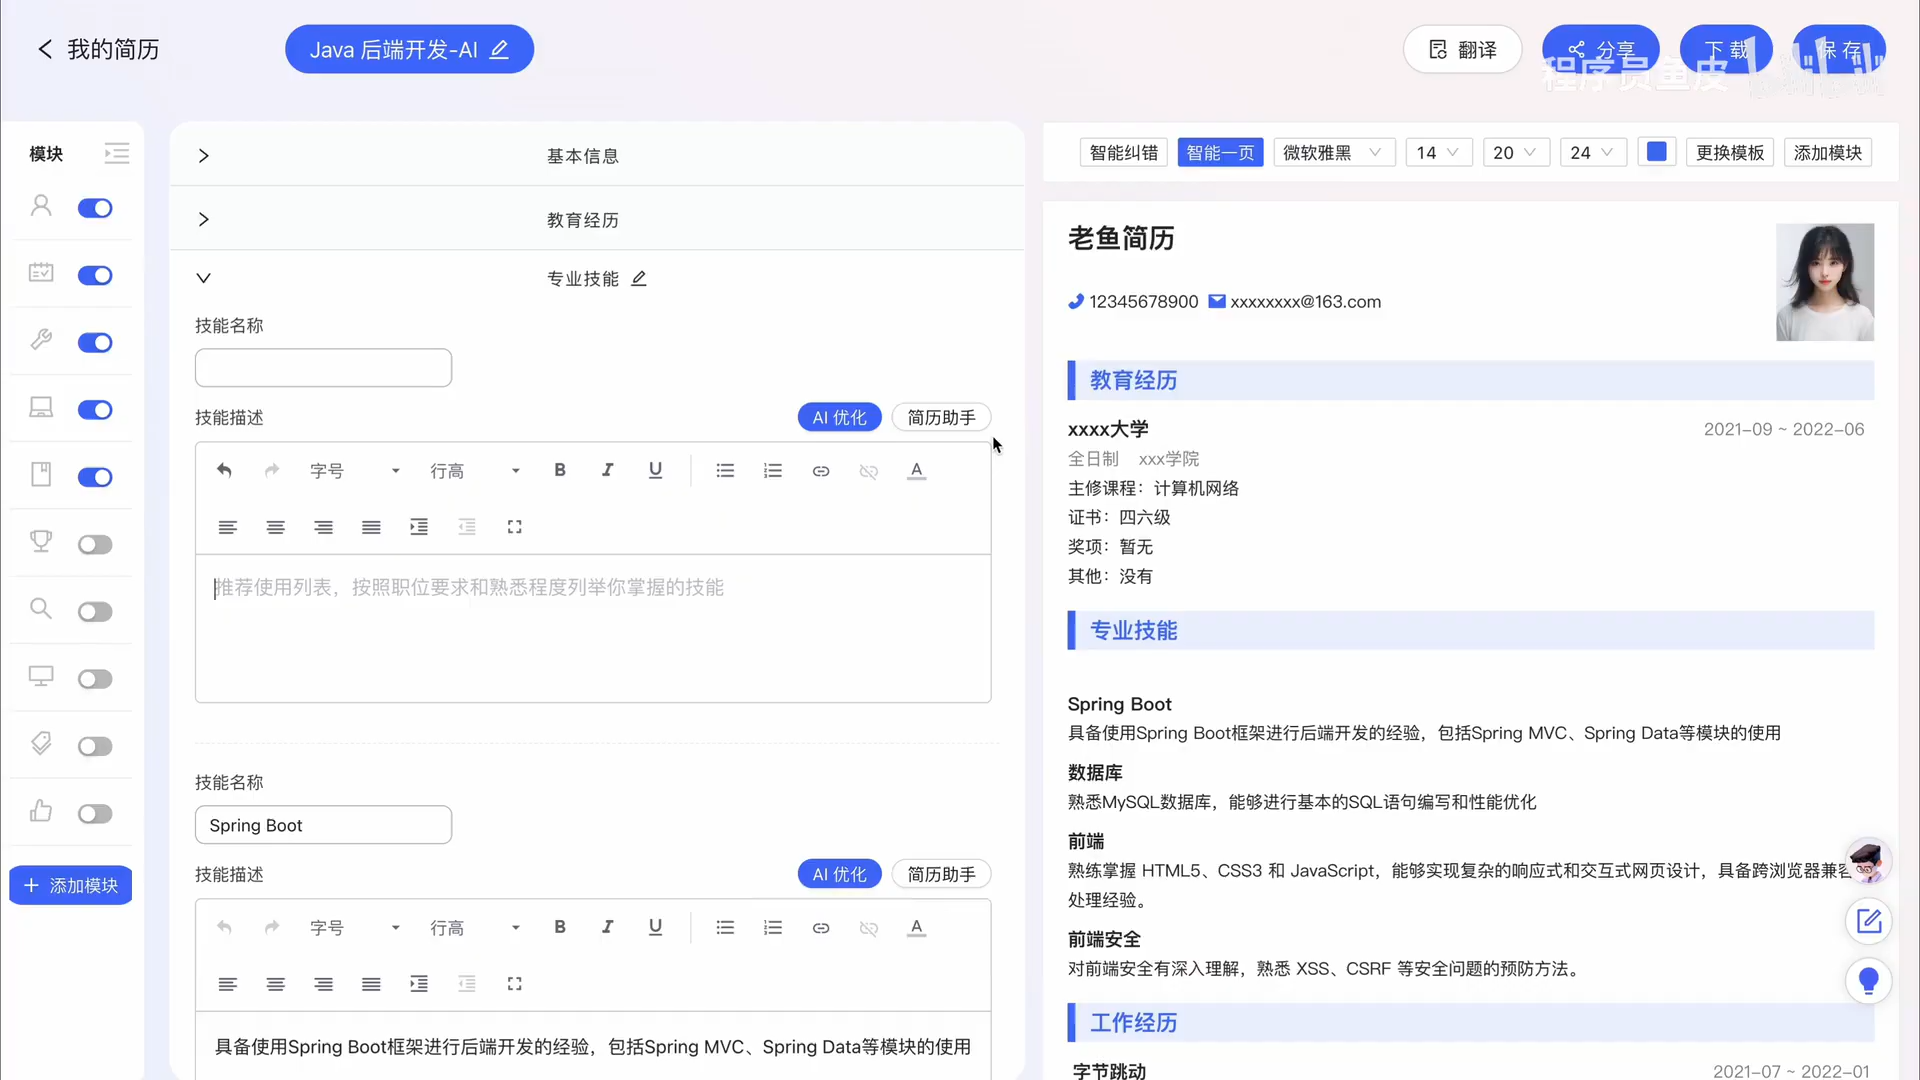 我的简历
Java 后端开发-AI
翻译
分享
下载
保存
程序员鱼皮
模块
添加模块
基本信息
教育经历
专业技能
技能名称
技能描述
AI 优化
简历助手
字号
行高
推荐使用列表，按照职位要求和熟悉程度列举你掌握的技能
技能名称
Spring Boot
技能描述
AI 优化
简历助手
字号
行高
具备使用Spring Boot框架进行后端开发的经验，包括Spring MVC、Spring Data等模块的使用
智能纠错
智能一页
微软雅黑
14
20
24
更换模板
添加模块
老鱼简历
12345678900 xxxxxxxx@163.com
教育经历
xxxx大学 2021-09 ~ 2022-06
全日制 xxx学院
主修课程：计算机网络
证书：四六级
奖项：暂无
其他：没有
专业技能
Spring Boot
具备使用Spring Boot框架进行后端开发的经验，包括Spring MVC、Spring Data等模块的使用
数据库
熟悉MySQL数据库，能够进行基本的SQL语句编写和性能优化
前端
熟练掌握 HTML5、CSS3 和 JavaScript，能够实现复杂的响应式和交互式网页设计，具备跨浏览器兼容
处理经验。
前端安全
对前端安全有深入理解，熟悉 XSS、CSRF 等安全问题的预防方法。
工作经历
字节跳动 2021-07 ~ 2022-01